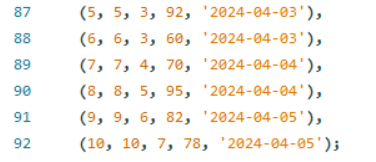 87 (5, 5, 3, 92, '2024-04-03'),
88 (6, 6, 3, 60, '2024-04-03'),
89 (7, 7, 4, 70, '2024-04-04'),
90 (8, 8, 5, 95, '2024-04-04'),
91 (9, 9, 6, 82, '2024-04-05'),
92 (10, 10, 7, 78, '2024-04-05');